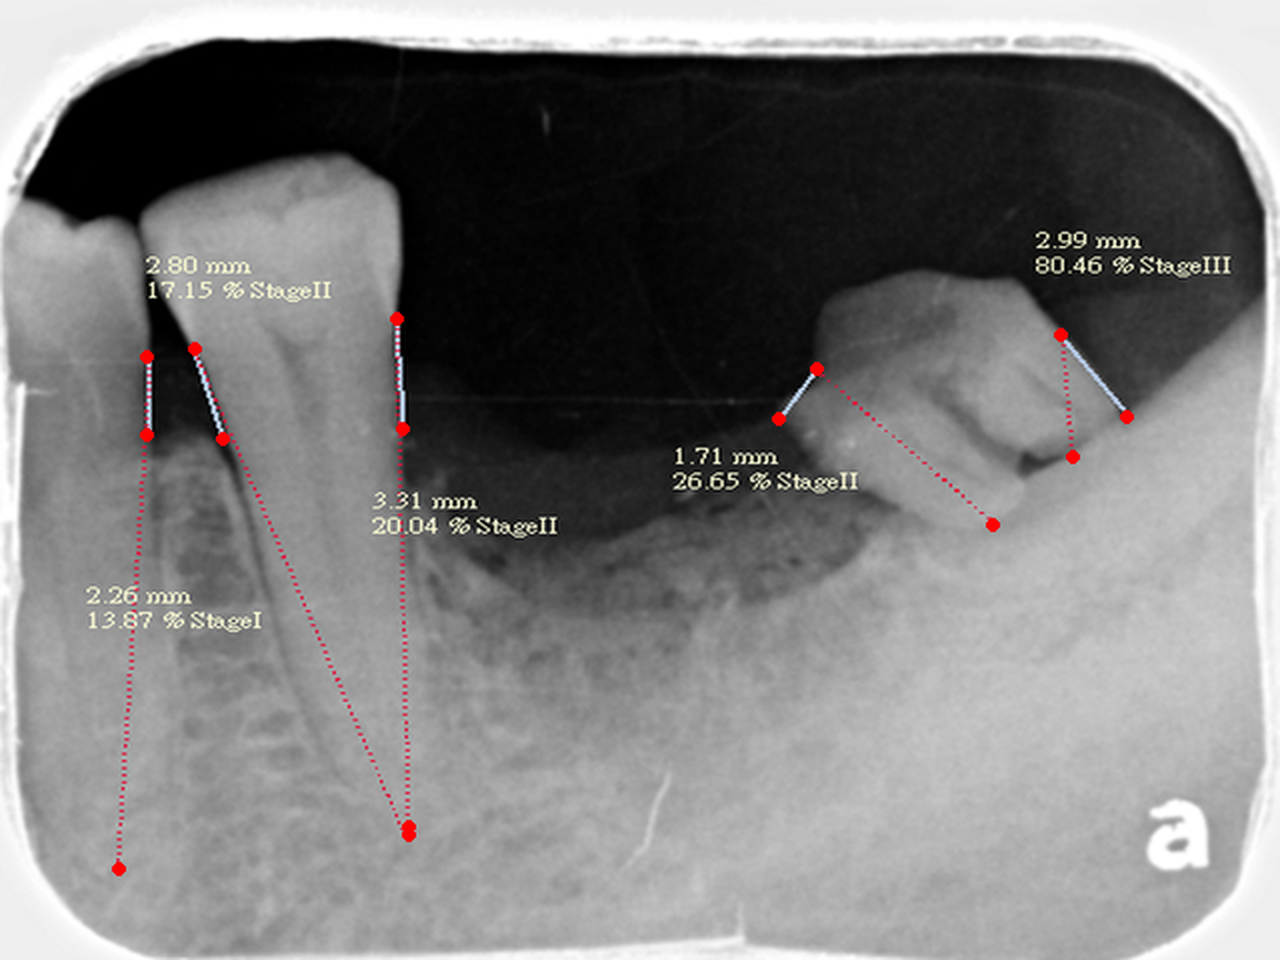 2.99 mm
80.46 % StageIII
2.80 mm
17.15 % StageII
1.71 mm
26.65 % StageII
3.31 mm
20.04 % StageII
2.26 mm
13.87 % StageI
a